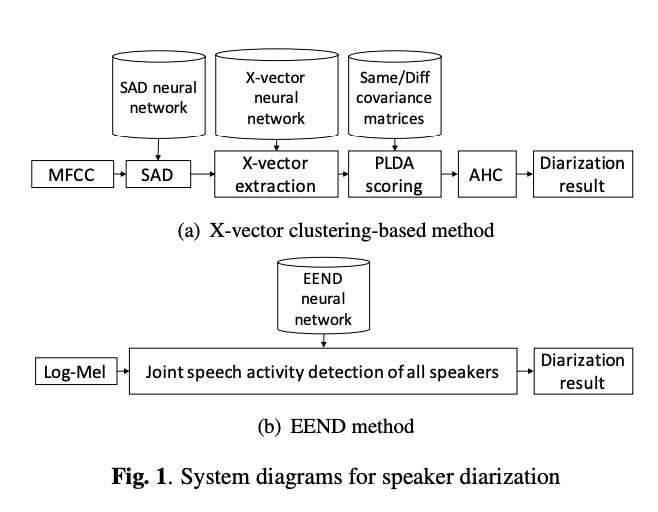 SAD neural
network
X-vector
neural
network
Same/Diff
covariance
matrices
MFCC
SAD
X-vector
extraction
PLDA
scoring
AHC
Diarization
result
(a) X-vector clustering-based method
EEND
neural
network
Log-Mel
Joint speech activity detection of all speakers
Diarization
result
(b) EEND method
Fig. 1. System diagrams for speaker diarization